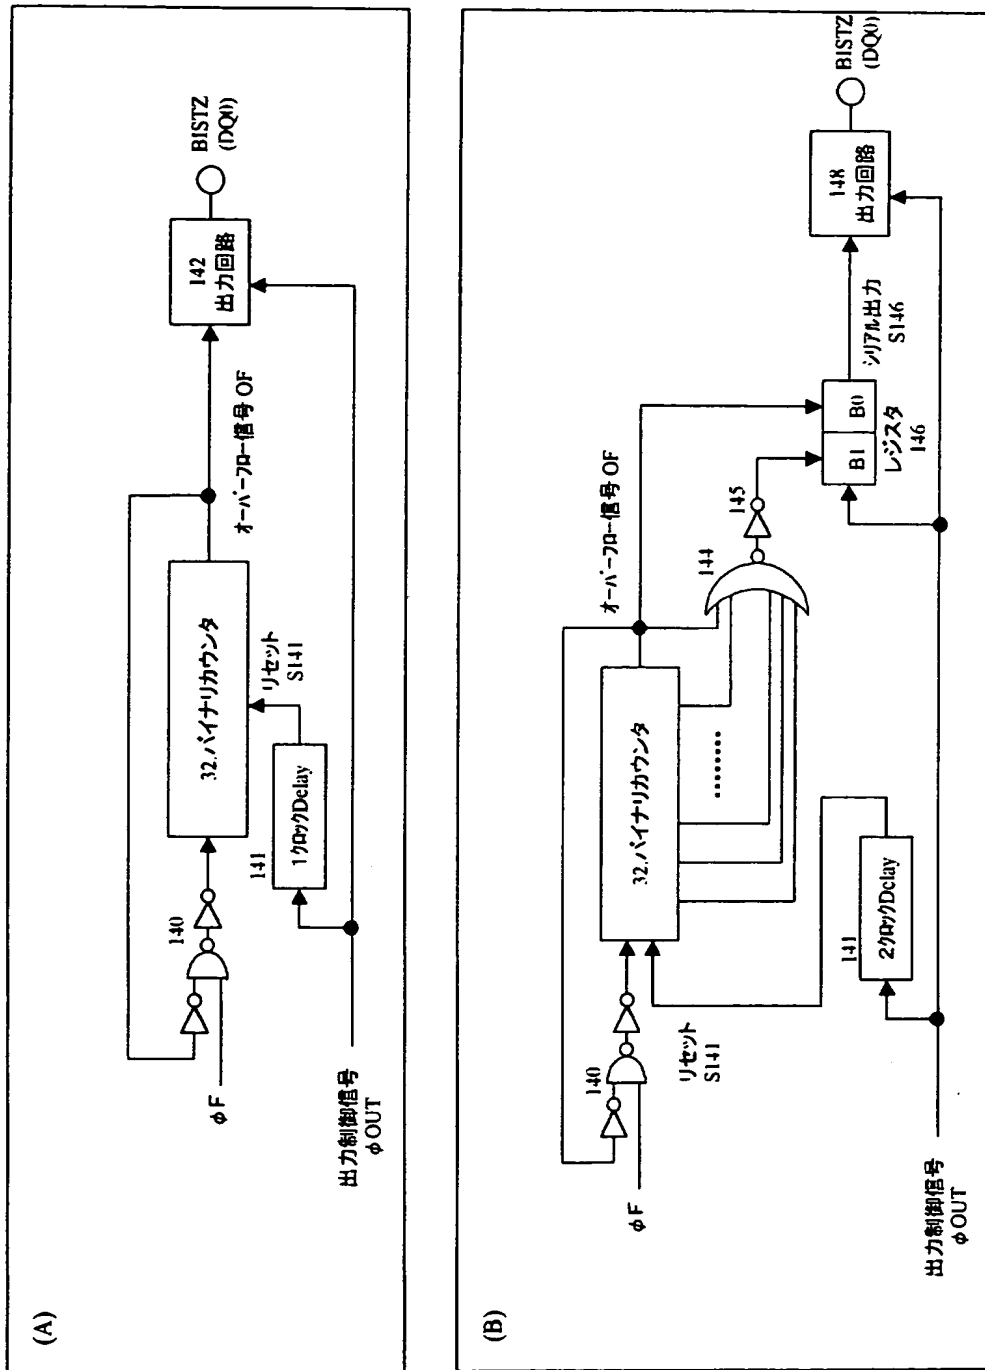 (A)
φF
140
32.バイナリカウンタ
オーバーフロー信号 OF
142
出力回路
BISTZ
(DQ0)
リセット
S141
141
1クロックDelay
出力制御信号
φOUT
(B)
φF
140
リセット
S141
32.バイナリカウンタ
オーバーフロー信号 OF
144
145
B1
B0
レジスタ
146
シリアル出力
S146
148
出力回路
BISTZ
(DQ0)
141
2クロックDelay
出力制御信号
φOUT